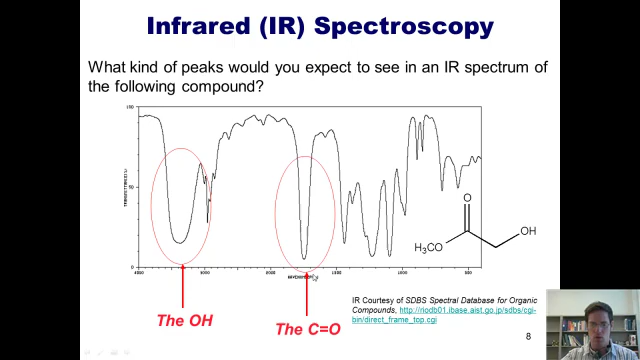 Infrared (IR) Spectroscopy
What kind of peaks would you expect to see in an IR spectrum of
the following compound?
100
50
0
4000
3000
2000
1500
1000
500
O
OH
H3CO
The OH
The C=O
IR Courtesy of SDBS Spectral Database for Organic
Compounds, http://riodb01.ibase.aist.go.jp/sdbs/cgi-
bin/direct_frame_top.cgi
8